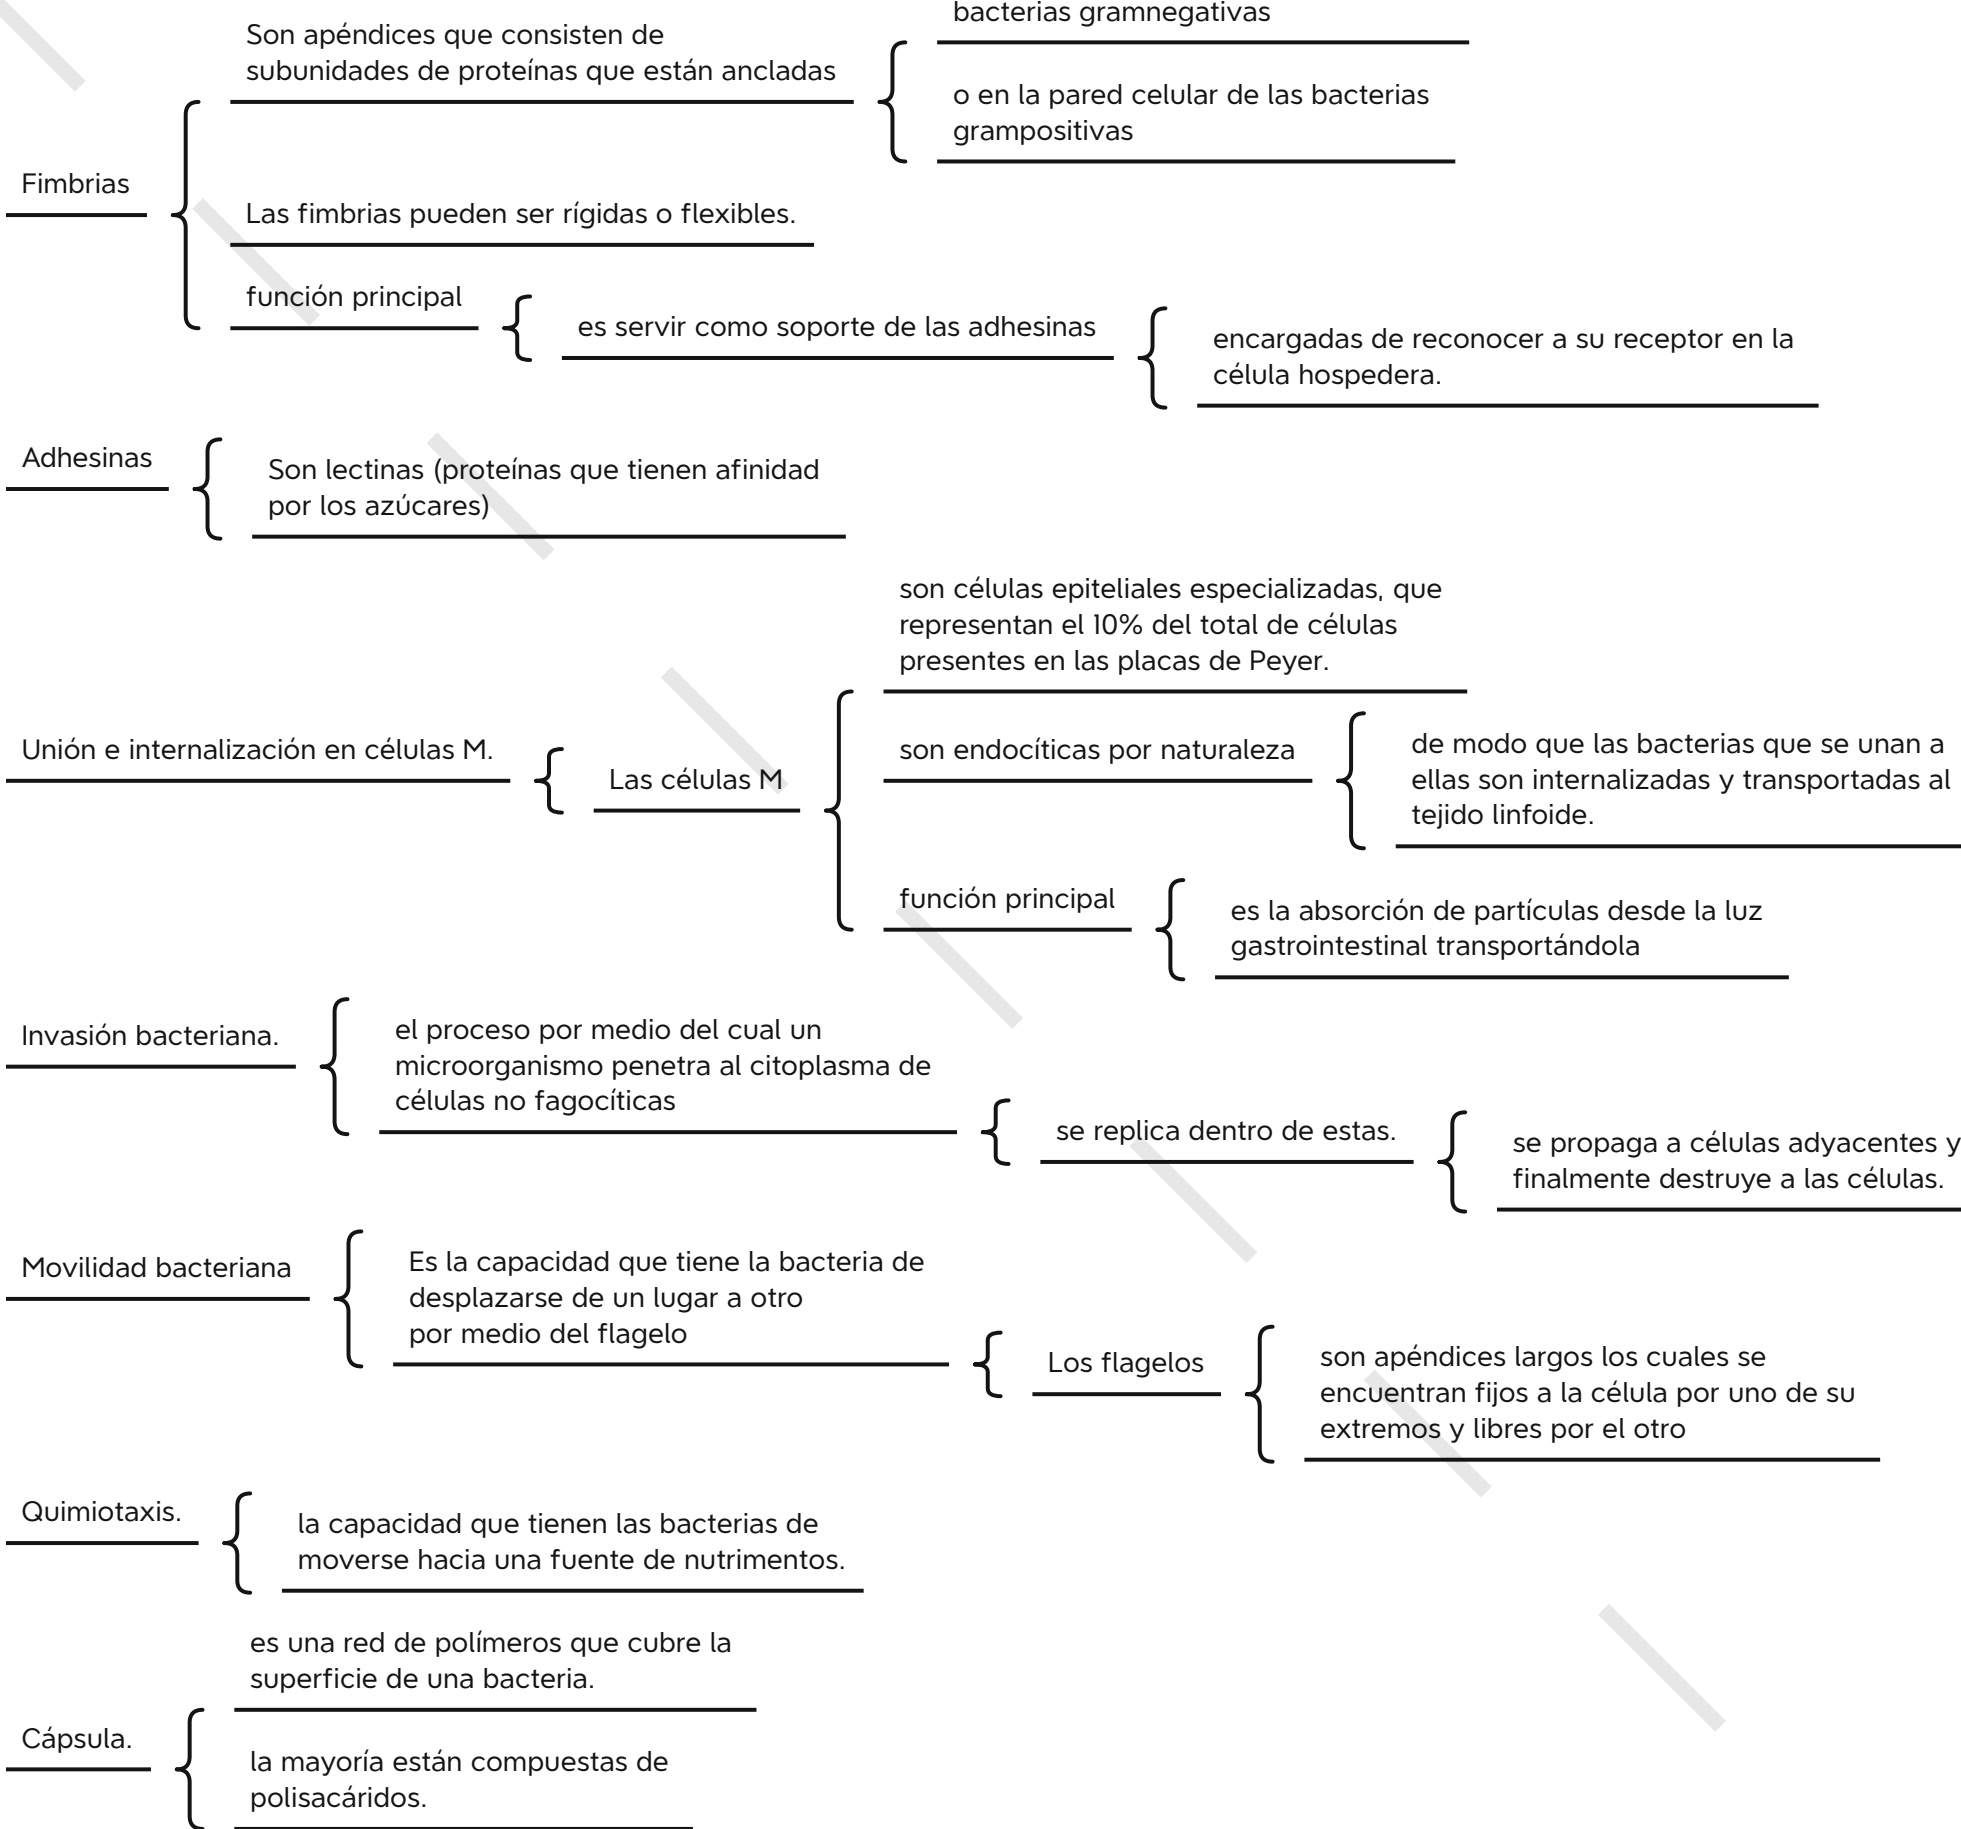 Fimbrias
Son apéndices que consisten de
subunidades de proteínas que están ancladas
bacterias gramnegativas
o en la pared celular de las bacterias
grampositivas
Las fimbrias pueden ser rígidas o flexibles.
función principal
es servir como soporte de las adhesinas
encargadas de reconocer a su receptor en la
célula hospedera.
Adhesinas
Son lectinas (proteínas que tienen afinidad
por los azúcares)
Unión e internalización en células M.
Las células M
son células epiteliales especializadas, que
representan el 10% del total de células
presentes en las placas de Peyer.
son endocíticas por naturaleza
de modo que las bacterias que se unan a
ellas son internalizadas y transportadas al
tejido linfoide.
función principal
es la absorción de partículas desde la luz
gastrointestinal transportándola
Invasión bacteriana.
el proceso por medio del cual un
microorganismo penetra al citoplasma de
células no fagocíticas
se replica dentro de estas.
se propaga a células adyacentes y
finalmente destruye a las células.
Movilidad bacteriana
Es la capacidad que tiene la bacteria de
desplazarse de un lugar a otro
por medio del flagelo
Los flagelos
son apéndices largos los cuales se
encuentran fijos a la célula por uno de su
extremos y libres por el otro
Quimiotaxis.
la capacidad que tienen las bacterias de
moverse hacia una fuente de nutrimentos.
Cápsula.
es una red de polímeros que cubre la
superficie de una bacteria.
la mayoría están compuestas de
polisacáridos.